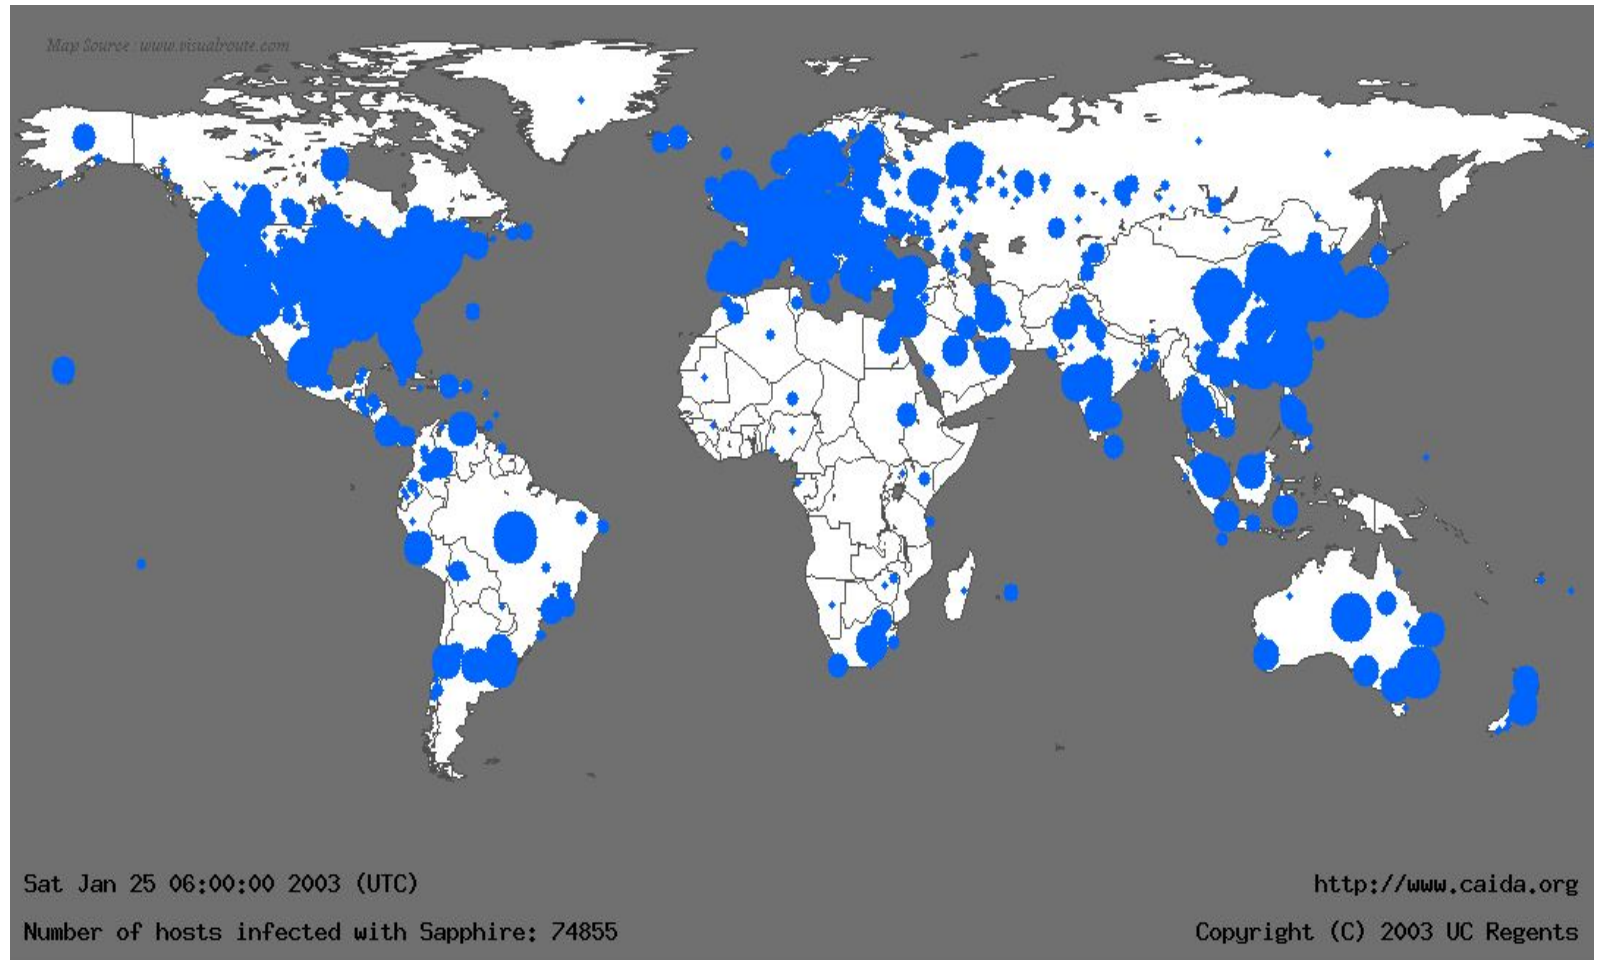 Map Source : www.visualroute.com
Sat Jan 25 06:00:00 2003 (UTC)
http://www.caida.org
Number of hosts infected with Sapphire: 74855
Copyright (C) 2003 UC Regents